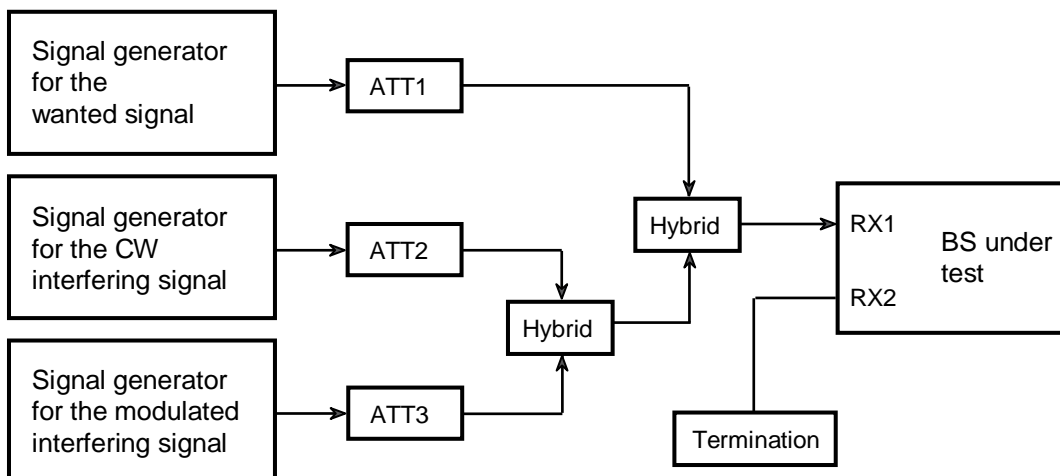 Signal generator
for the
wanted signal
ATT1
Signal generator
for the CW
interfering signal
ATT2
Hybrid
Signal generator
for the modulated
interfering signal
ATT3
Hybrid
RX1
RX2
BS under
test
Termination